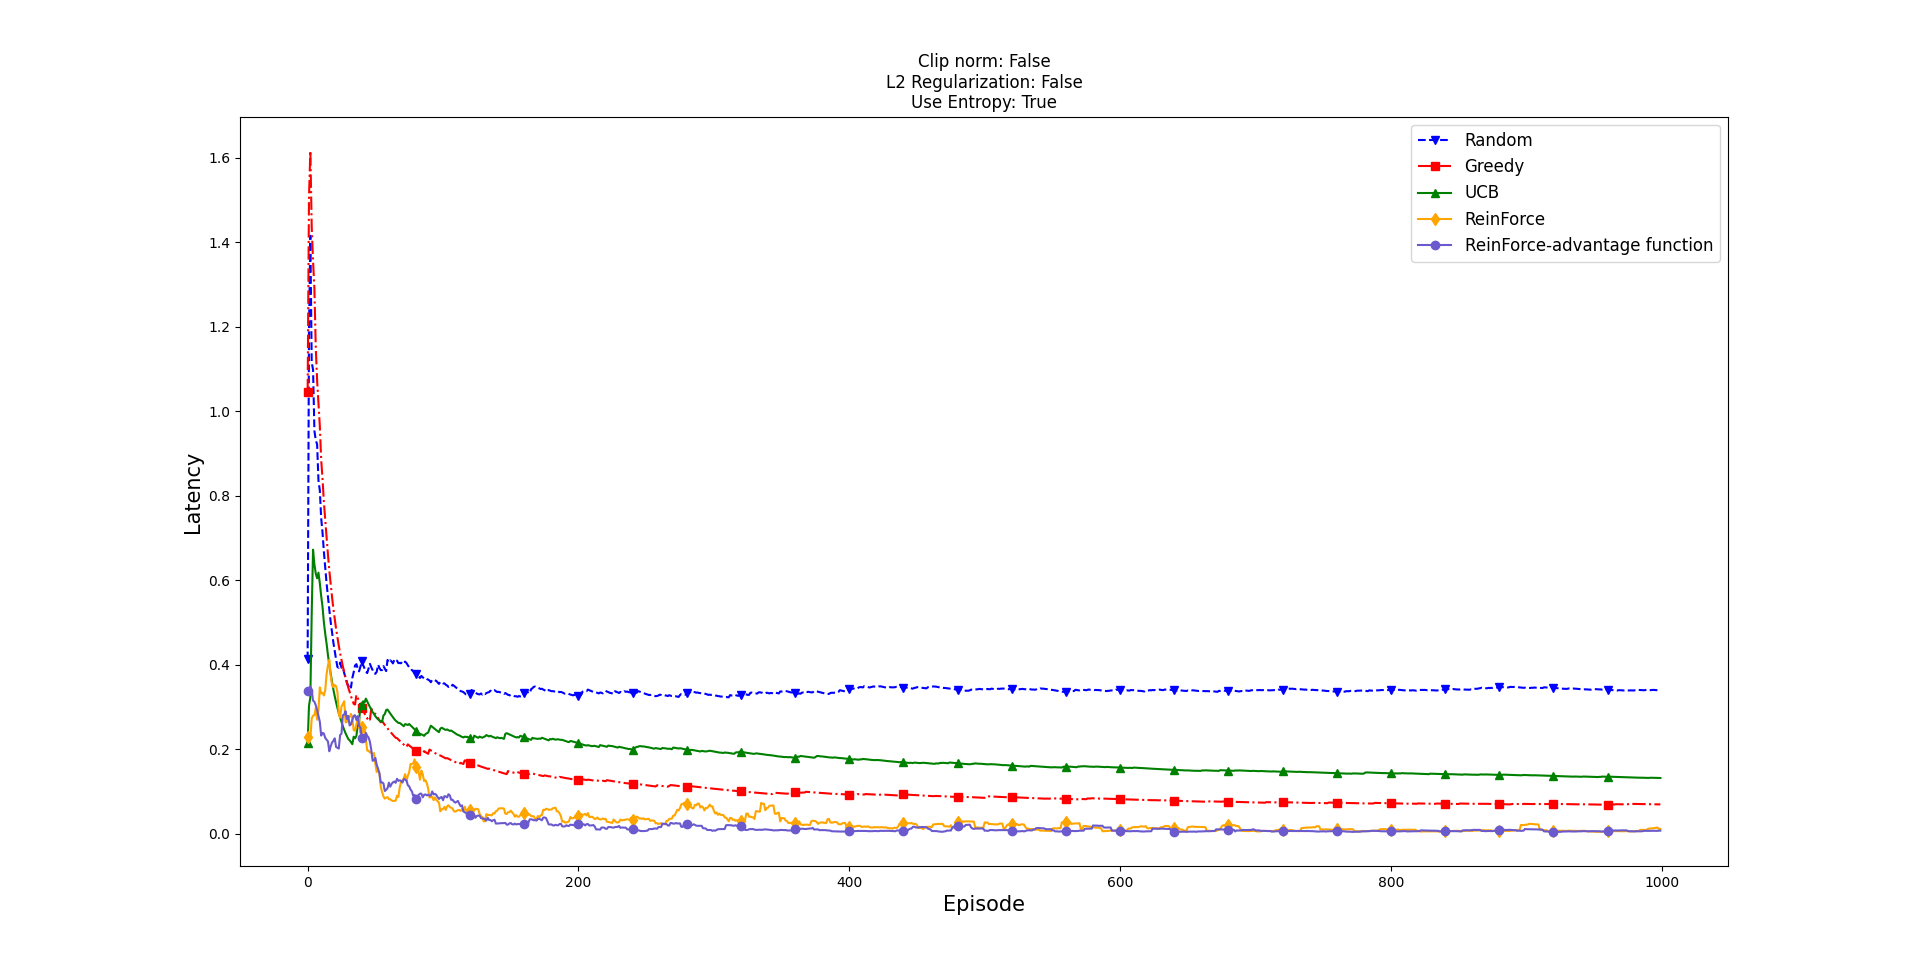 Clip norm: False
L2 Regularization: False
Use Entropy: True
Random
Greedy
UCB
ReinForce
ReinForce-advantage function
Latency
1.6
1.4
1.2
1.0
0.8
0.6
0.4
0.2
0.0
0 200 400 600 800 1000
Episode